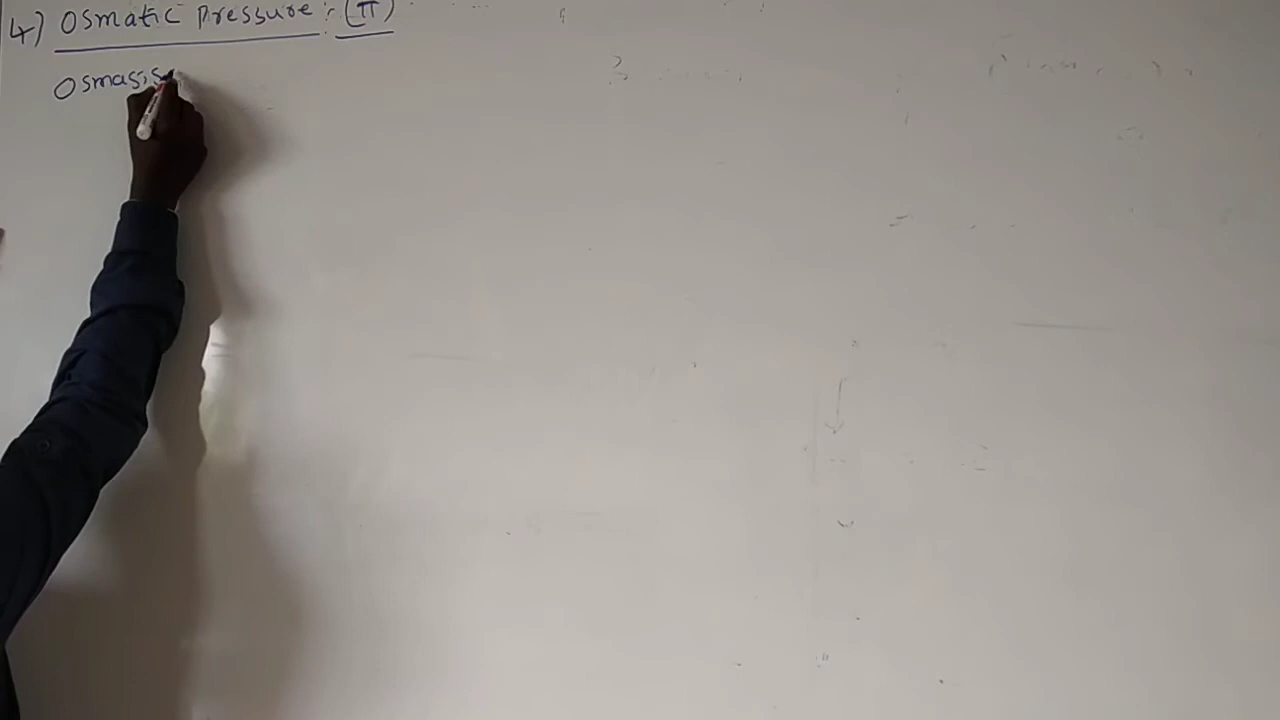 4) Osmatic Pressure :- (π)
Osmasis